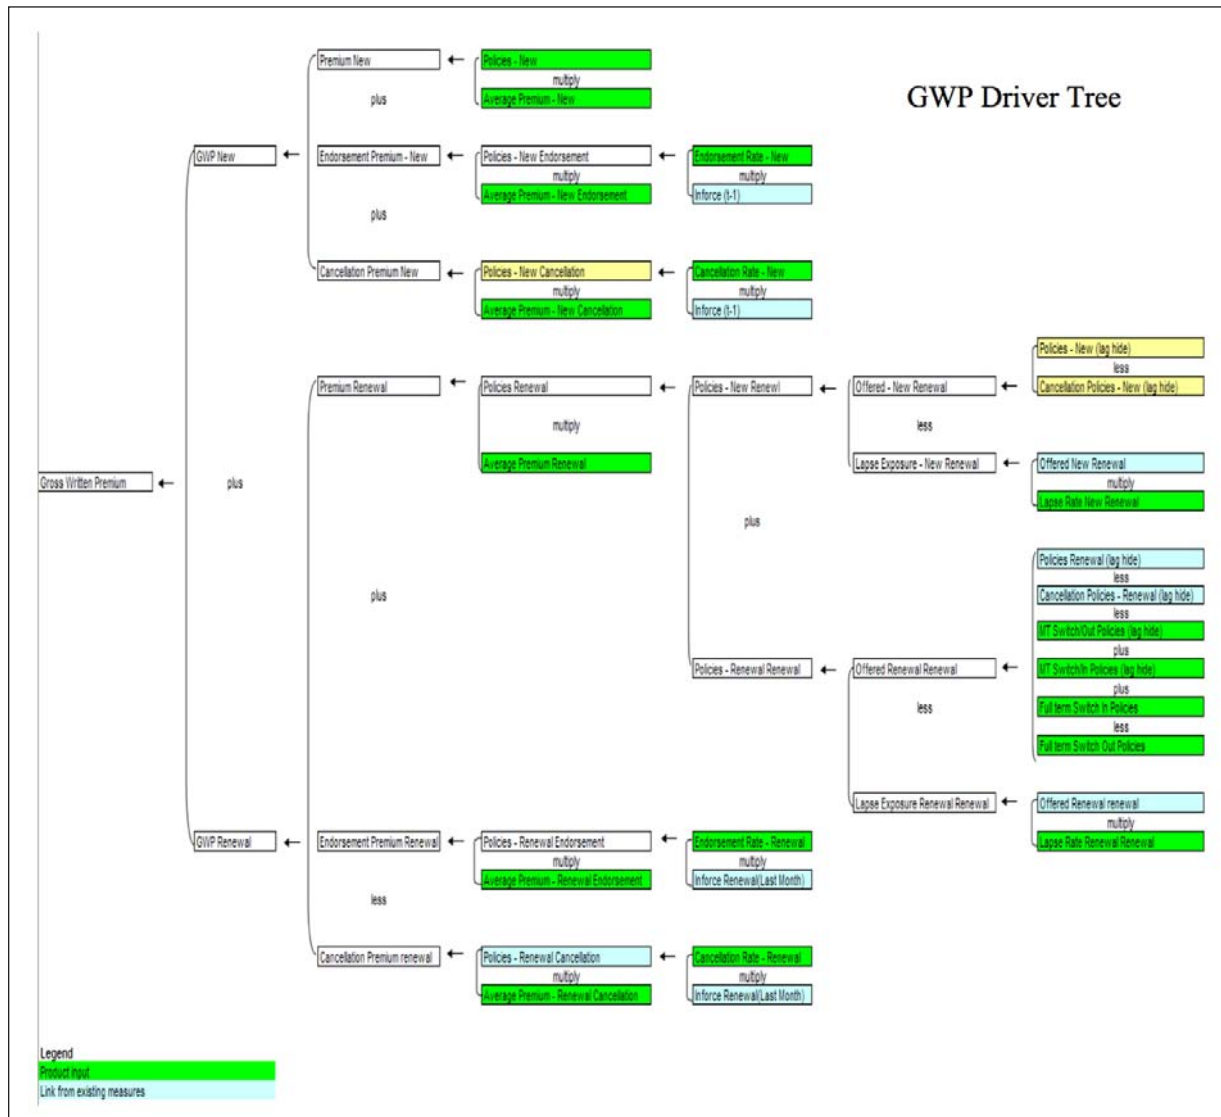 GWP Driver Tree
Premium New
Policies - New
multiply
Average Premium - New
plus
GWP New
Endorsement Premium - New
Policies - New Endorsement
multiply
Average Premium - New Endorsement
Endorsement Rate - New
multiply
Inforce (t-1)
plus
Cancellation Premium New
Policies - New Cancellation
multiply
Average Premium - New Cancellation
Cancellation Rate - New
multiply
Inforce (t-1)
Gross Written Premium
plus
Premium Renewal
Policies Renewal
multiply
Average Premium Renewal
Policies - New Renewl
Offered - New Renewal
Policies - New (lag hide)
less
Cancellation Policies - New (lag hide)
less
Lapse Exposure - New Renewal
Offered New Renewal
multiply
Lapse Rate New Renewal
plus
Policies - Renewal Renewal
Offered Renewal Renewal
Policies Renewal (lag hide)
less
Cancellation Policies - Renewal (lag hide)
less
MT Switch/Out Policies (lag hide)
plus
MT Switch/In Policies (lag hide)
plus
Full term Switch In Policies
less
Full term Switch Out Policies
less
Lapse Exposure Renewal Renewal
Offered Renewal renewal
multiply
Lapse Rate Renewal Renewal
plus
GWP Renewal
Endorsement Premium Renewal
Policies - Renewal Endorsement
multiply
Average Premium - Renewal Endorsement
Endorsement Rate - Renewal
multiply
Inforce Renewal(Last Month)
less
Cancellation Premium renewal
Policies - Renewal Cancellation
multiply
Average Premium - Renewal Cancellation
Cancellation Rate - Renewal
multiply
Inforce Renewal(Last Month)
Legend
Product input
Link from existing measures